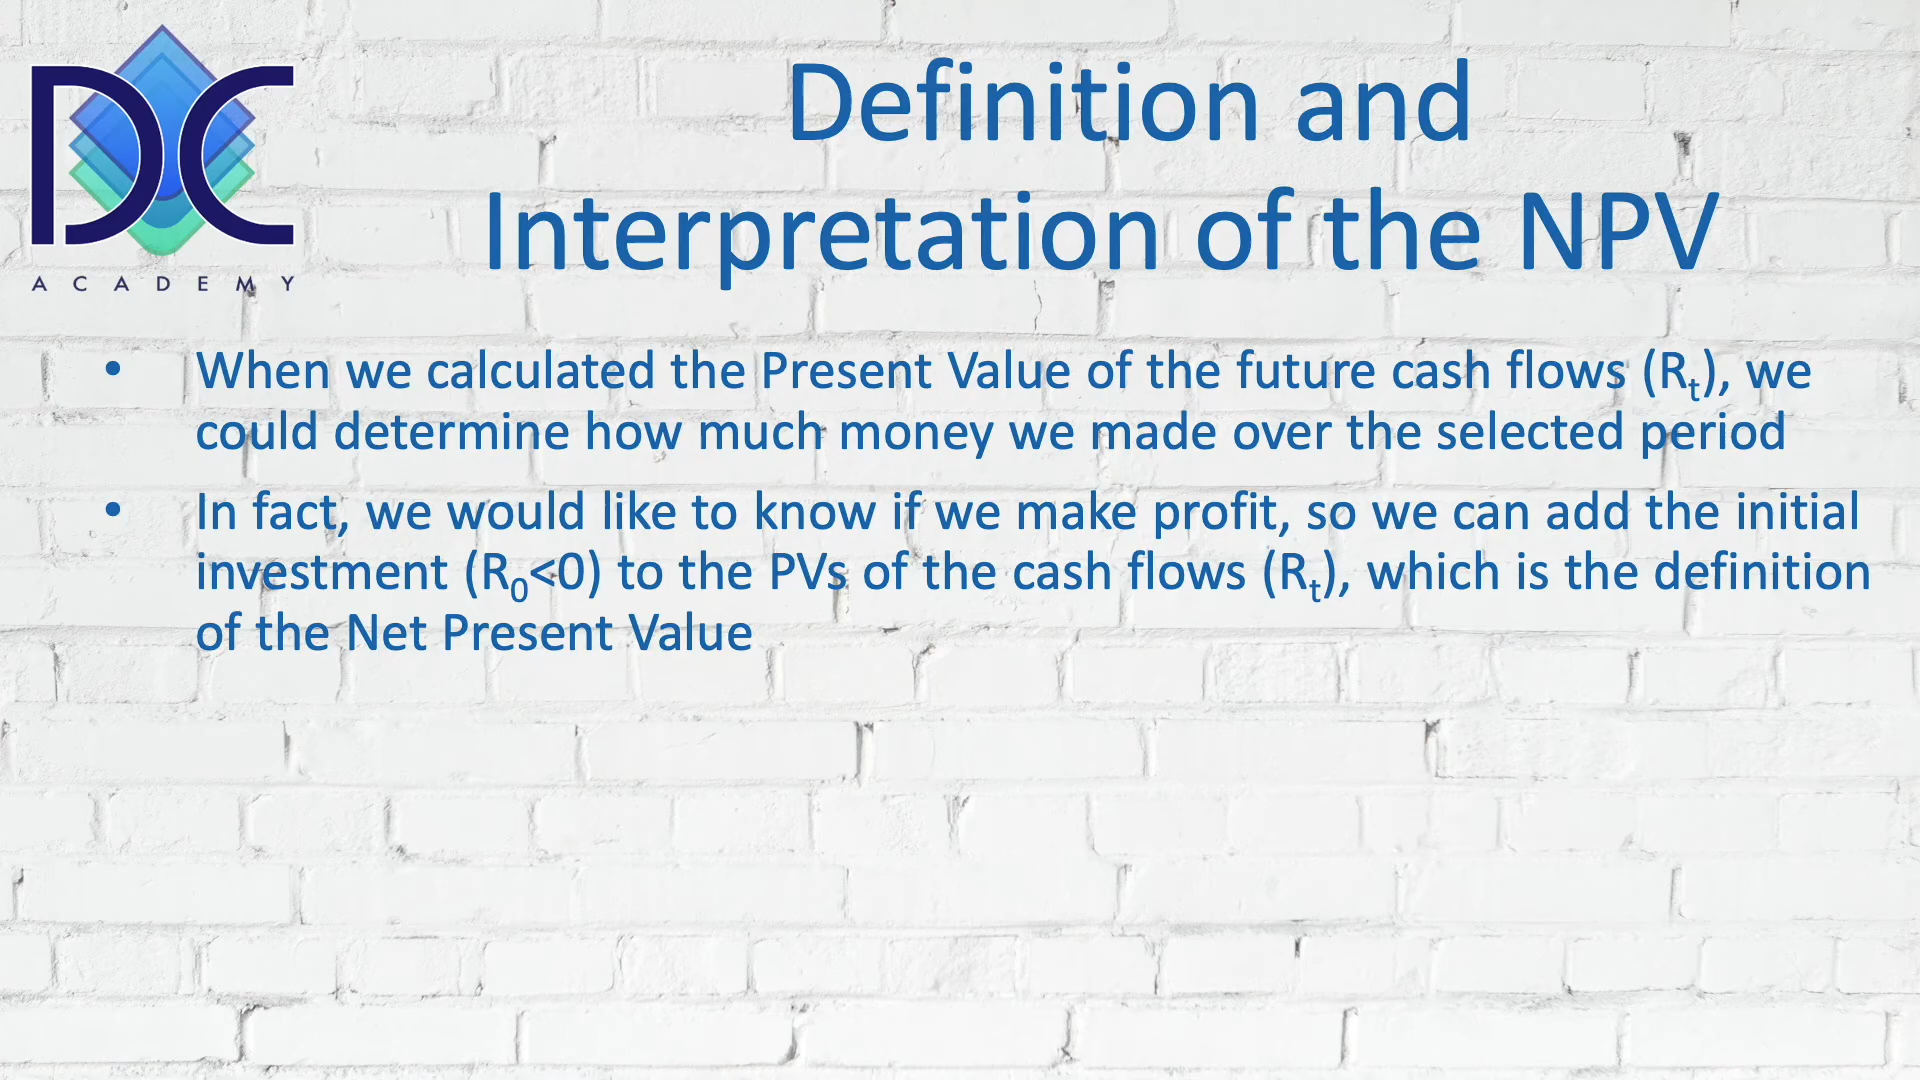 DC
ACADEMY
Definition and
Interpretation of the NPV
• When we calculated the Present Value of the future cash flows (Rt), we
could determine how much money we made over the selected period
• In fact, we would like to know if we make profit, so we can add the initial
investment (R0<0) to the PVs of the cash flows (Rt), which is the definition
of the Net Present Value